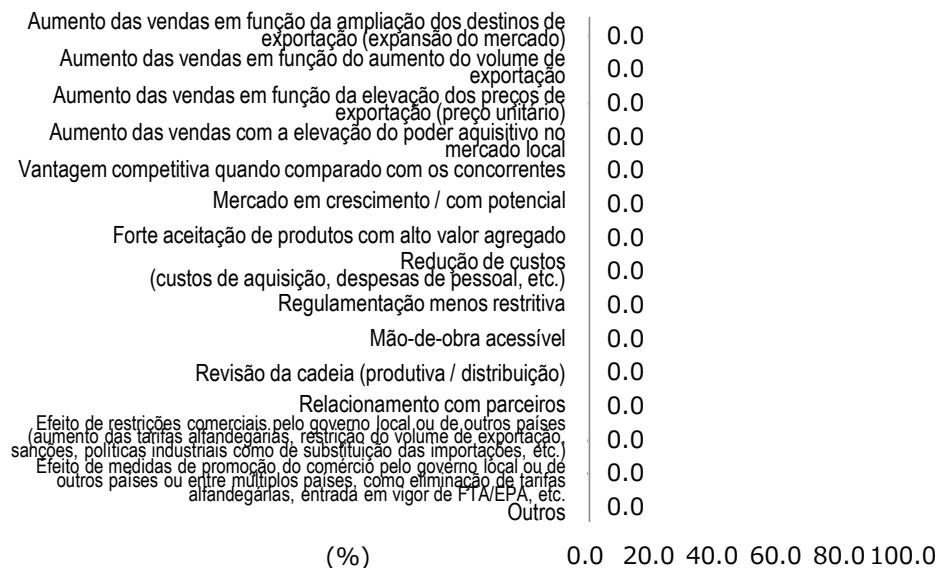 Aumento das vendas em função da ampliação dos destinos de
exportação (expansão do mercado)
0.0
Aumento das vendas em função do aumento do volume de
exportação
0.0
Aumento das vendas em função da elevação dos preços de
exportação (preço unitário)
0.0
Aumento das vendas com a elevação do poder aquisitivo no
mercado local
0.0
Vantagem competitiva quando comparado com os concorrentes
0.0
Mercado em crescimento / com potencial
0.0
Forte aceitação de produtos com alto valor agregado
0.0
Redução de custos
(custos de aquisição, despesas de pessoal, etc.)
0.0
Regulamentação menos restritiva
0.0
Mão-de-obra acessível
0.0
Revisão da cadeia (produtiva / distribuição)
0.0
Relacionamento com parceiros
0.0
Efeito de restrições comerciais pelo governo local ou de outros países
(aumento das tarifas alfandegárias, restrição do volume de exportação,
sanções, políticas industriais como de substituição das importações, etc.)
0.0
Efeito de medidas de promoção do comércio pelo governo local ou de
outros países ou entre múltiplos países, como eliminação de tarifas
alfandegárias, entrada em vigor de FTA/EPA, etc.
0.0
Outros
0.0
(%)
0.0 20.0 40.0 60.0 80.0 100.0